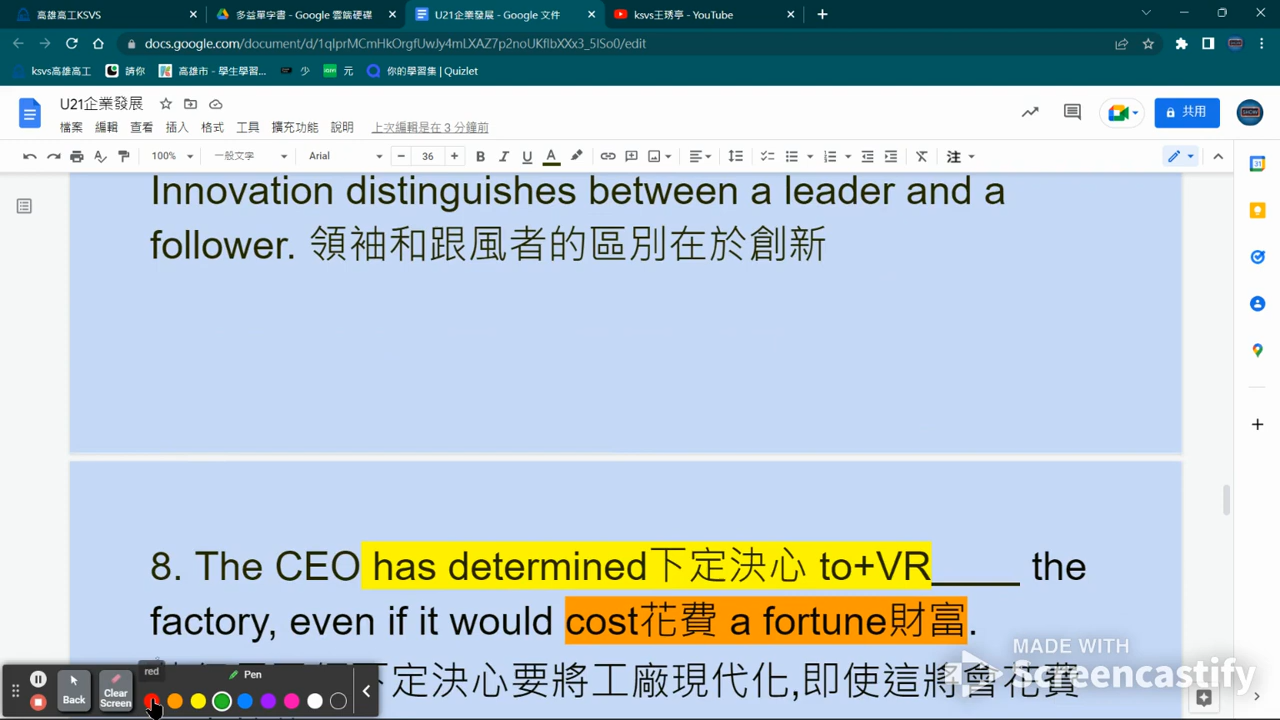 高雄高工KSVS
多益單字書 - Google 雲端硬碟
U21企業發展 - Google 文件
ksvs王琇亭 - YouTube
docs.google.com/document/d/1qIprMCmHkOrgfUwJy4mLXAZ7p2noUKflbXXx3_5ISo0/edit
ksvs高雄高工
請你
高雄市 - 學生學習...
少
元
你的學習集 | Quizlet
U21企業發展
檔案 編輯 查看 插入 格式 工具 擴充功能 說明 上次編輯是在 3 分鐘前
共用
100% 一般文字 Arial 36 B I U A 注
Innovation distinguishes between a leader and a
follower. 領袖和跟風者的區別在於創新
8. The CEO has determined下定決心 to+VR____ the
factory, even if it would cost花費 a fortune財富.
下定決心要將工廠現代化,即使這將會花費
MADE WITH
Screencastify
red
Pen
Back
Clear
Screen